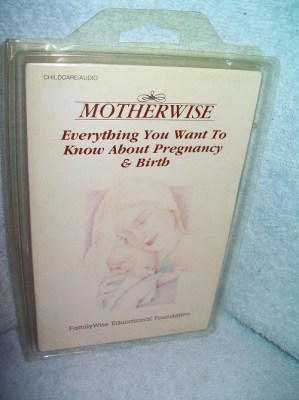 CHILDCARE/AUDIO
MOTHERWISE
Everything You Want To
Know About Pregnancy
& Birth
FamilyWise Educational Foundation